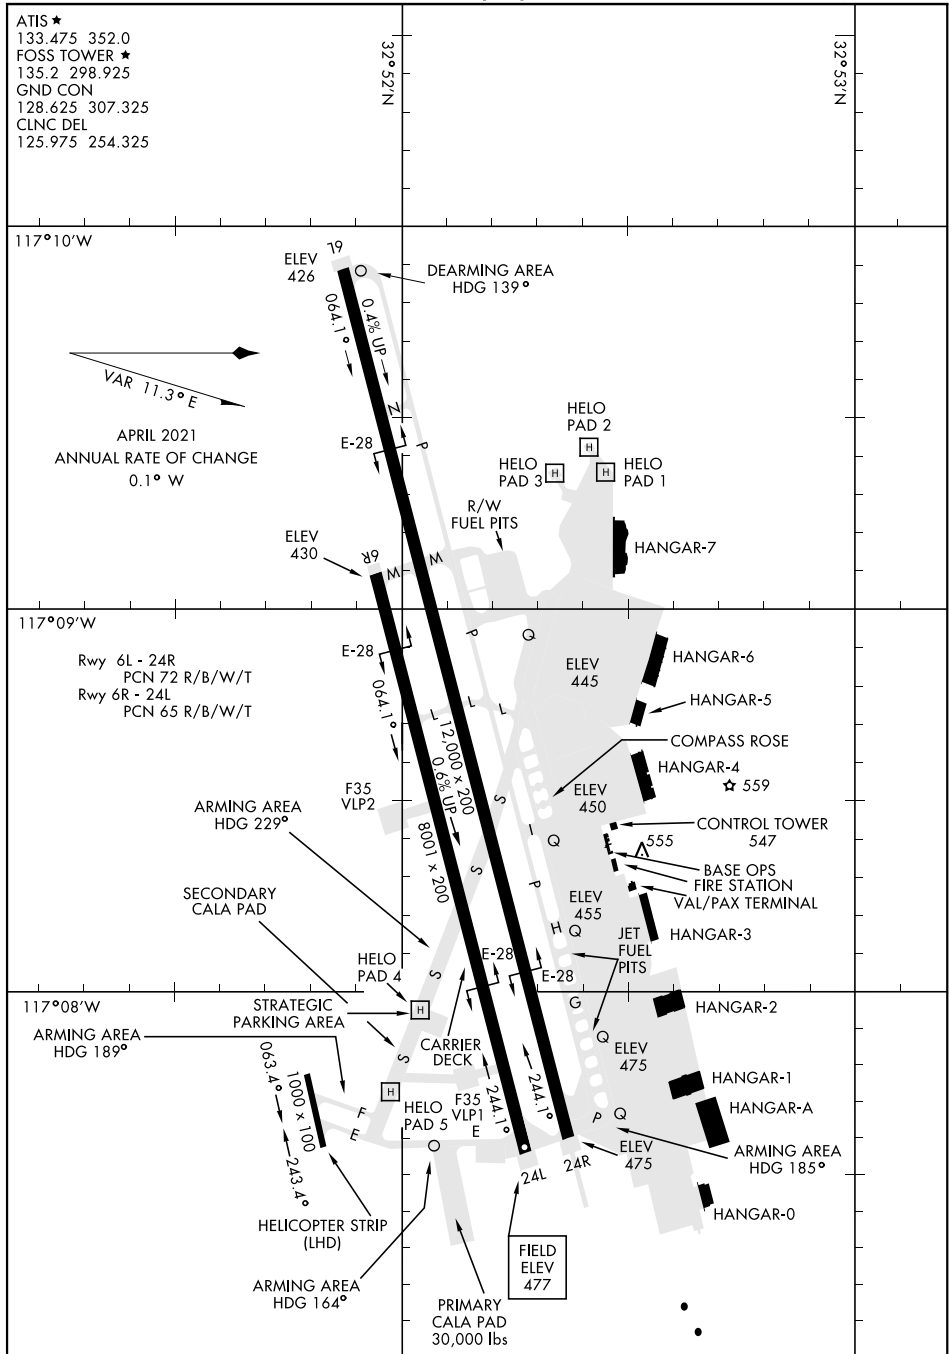 ATIS ★
133.475 352.0
FOSS TOWER ★
135.2 298.925
GND CON
128.625 307.325
CLNC DEL
125.975 254.325
32°52'N
32°53'N
117°10'W
6L
ELEV
426
DEARMING AREA
HDG 139°
064.1°
0.4% UP
VAR 11.3° E
APRIL 2021
ANNUAL RATE OF CHANGE
0.1° W
N
P
E-28
HELO
PAD 2
HELO
PAD 3
HELO
PAD 1
H
H
H
R/W
FUEL PITS
HANGAR-7
ELEV
430
6R
W
W
117°09'W
P
Q
E-28
Rwy 6L - 24R
PCN 72 R/B/W/T
Rwy 6R - 24L
PCN 65 R/B/W/T
ELEV
445
HANGAR-6
HANGAR-5
064.1°
L
L
L
12,000 x 200
0.6% UP
COMPASS ROSE
HANGAR-4
559
F35
VLP2
ELEV
450
S
ARMING AREA
HDG 229°
8001 x 200
I
Q
CONTROL TOWER
547
555
BASE OPS
FIRE STATION
VAL/PAX TERMINAL
S
P
SECONDARY
CALA PAD
ELEV
455
H
Q
JET
FUEL
PITS
HANGAR-3
HELO
PAD 4
S
E-28
E-28
117°08'W
STRATEGIC
PARKING AREA
H
G
HANGAR-2
ARMING AREA
HDG 189°
CARRIER
DECK
S
Q
ELEV
475
063.4°
1000 x 100
243.4°
H
HELO
PAD 5
F
E
F35
VLP1
E
244.1°
244.1°
P
Q
HANGAR-1
HANGAR-A
ELEV
475
ARMING AREA
HDG 185°
24L
24R
HANGAR-0
HELICOPTER STRIP
(LHD)
FIELD
ELEV
477
ARMING AREA
HDG 164°
PRIMARY
CALA PAD
30,000 lbs